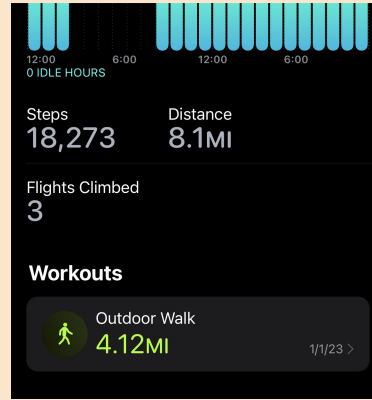 12:00 6:00 12:00 6:00
0 IDLE HOURS
Steps Distance
18,273 8.1MI
Flights Climbed
3
Workouts
Outdoor Walk
4.12MI
1/1/23